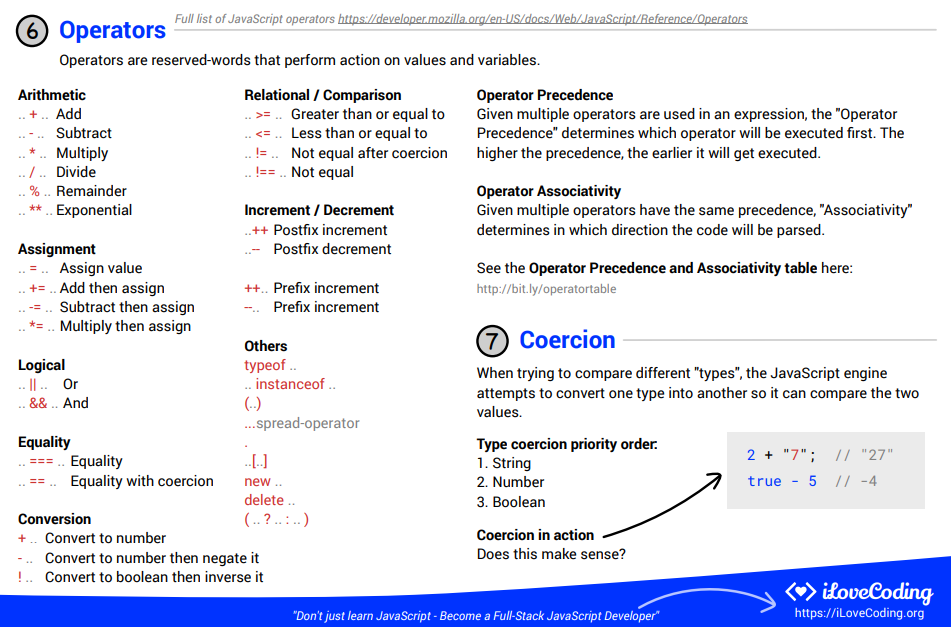 6 Operators
Full list of JavaScript operators https://developer.mozilla.org/en-US/docs/Web/JavaScript/Reference/Operators
Operators are reserved-words that perform action on values and variables.
Arithmetic
.. + .. Add
.. - .. Subtract
.. * .. Multiply
.. / .. Divide
.. % .. Remainder
.. ** .. Exponential
Assignment
.. = .. Assign value
.. += .. Add then assign
.. -= .. Subtract then assign
.. *= .. Multiply then assign
Logical
.. || .. Or
.. && .. And
Equality
.. === .. Equality
.. == .. Equality with coercion
Conversion
+ .. Convert to number
- .. Convert to number then negate it
! .. Convert to boolean then inverse it
Relational / Comparison
.. >= .. Greater than or equal to
.. <= .. Less than or equal to
.. != .. Not equal after coercion
.. !== .. Not equal
Increment / Decrement
..++ Postfix increment
..-- Postfix decrement
++.. Prefix increment
--.. Prefix increment
Others
typeof ..
.. instanceof ..
(..)
...spread-operator
.
..[..]
new ..
delete ..
( .. ? .. : .. )
Operator Precedence
Given multiple operators are used in an expression, the "Operator
Precedence" determines which operator will be executed first. The
higher the precedence, the earlier it will get executed.
Operator Associativity
Given multiple operators have the same precedence, "Associativity"
determines in which direction the code will be parsed.
See the Operator Precedence and Associativity table here:
http://bit.ly/operatortable
7 Coercion
When trying to compare different "types", the JavaScript engine
attempts to convert one type into another so it can compare the two
values.
Type coercion priority order:
1. String
2. Number
3. Boolean
Coercion in action
Does this make sense?
2 + "7"; // "27"
true - 5 // -4
"Don't just learn JavaScript - Become a Full-Stack JavaScript Developer"
iLoveCoding
https://iLoveCoding.org